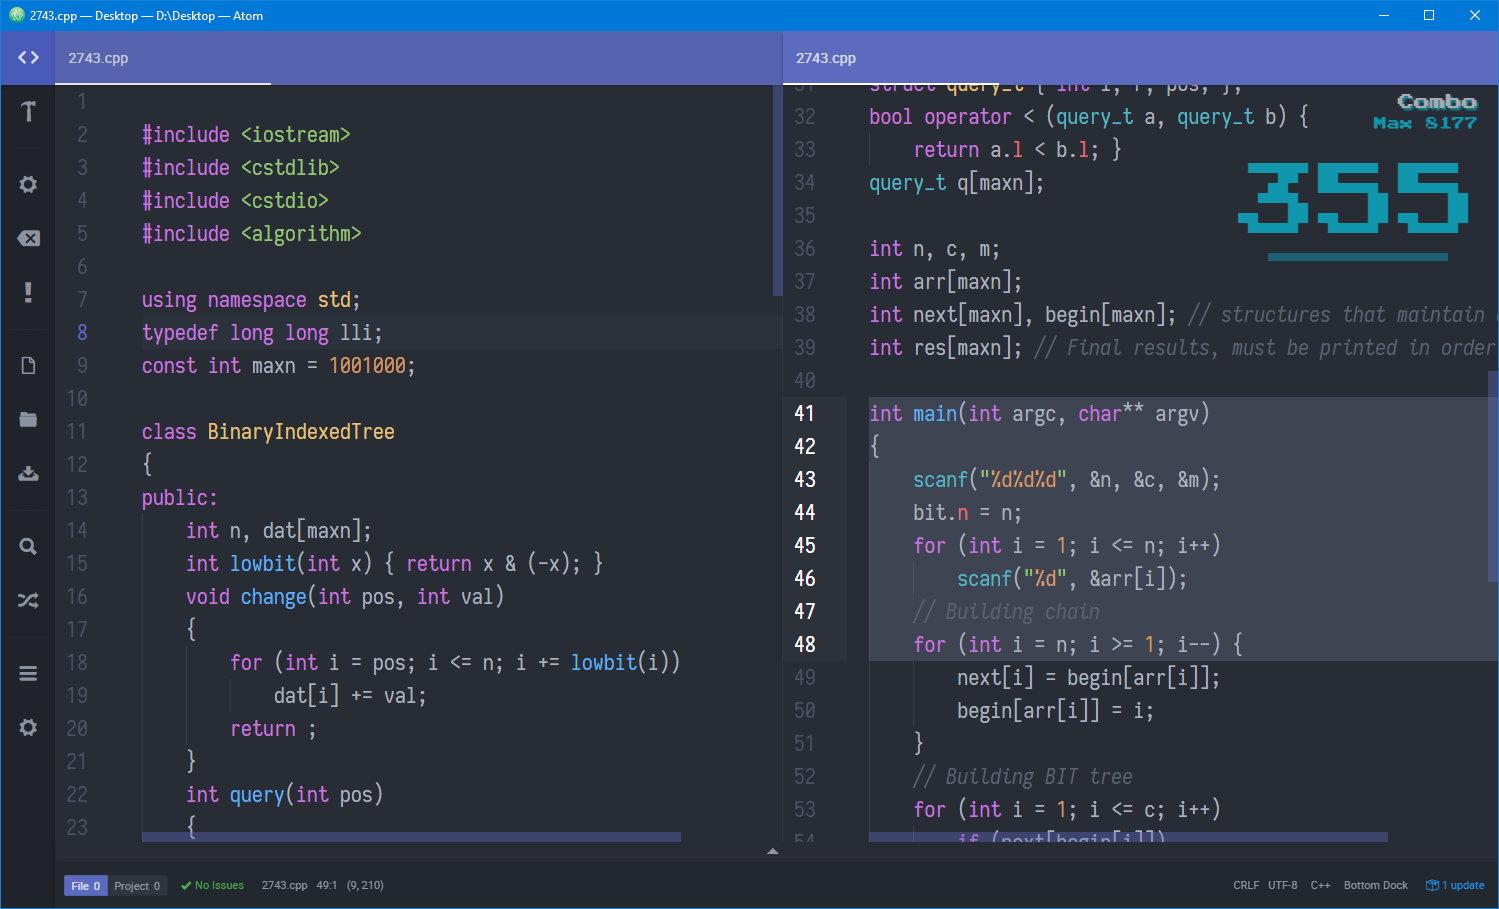 2743.cpp — Desktop — D:\Desktop — Atom
2743.cpp
1
2 #include <iostream>
3 #include <cstdlib>
4 #include <cstdio>
5 #include <algorithm>
6
7 using namespace std;
8 typedef long long lli;
9 const int maxn = 1001000;
10
11 class BinaryIndexedTree
12 {
13 public:
14 int n, dat[maxn];
15 int lowbit(int x) { return x & (-x); }
16 void change(int pos, int val)
17 {
18 for (int i = pos; i <= n; i += lowbit(i))
19 dat[i] += val;
20 return ;
21 }
22 int query(int pos)
23 {
2743.cpp
struct query_t { int l, r, pos; };
32 bool operator < (query_t a, query_t b) {
33 return a.l < b.l; }
34 query_t q[maxn];
35
36 int n, c, m;
37 int arr[maxn];
38 int next[maxn], begin[maxn]; // structures that maintain
39 int res[maxn]; // Final results, must be printed in order
40
41 int main(int argc, char** argv)
42 {
43 scanf("%d%d%d", &n, &c, &m);
44 bit.n = n;
45 for (int i = 1; i <= n; i++)
46 scanf("%d", &arr[i]);
47 // Building chain
48 for (int i = n; i >= 1; i--) {
49 next[i] = begin[arr[i]];
50 begin[arr[i]] = i;
51 }
52 // Building BIT tree
53 for (int i = 1; i <= c; i++)
54 if (next[begin[i]])
Combo
Max 8177
355
File 0 Project 0 No Issues 2743.cpp 49:1 (9, 210) CRLF UTF-8 C++ Bottom Dock 1 update